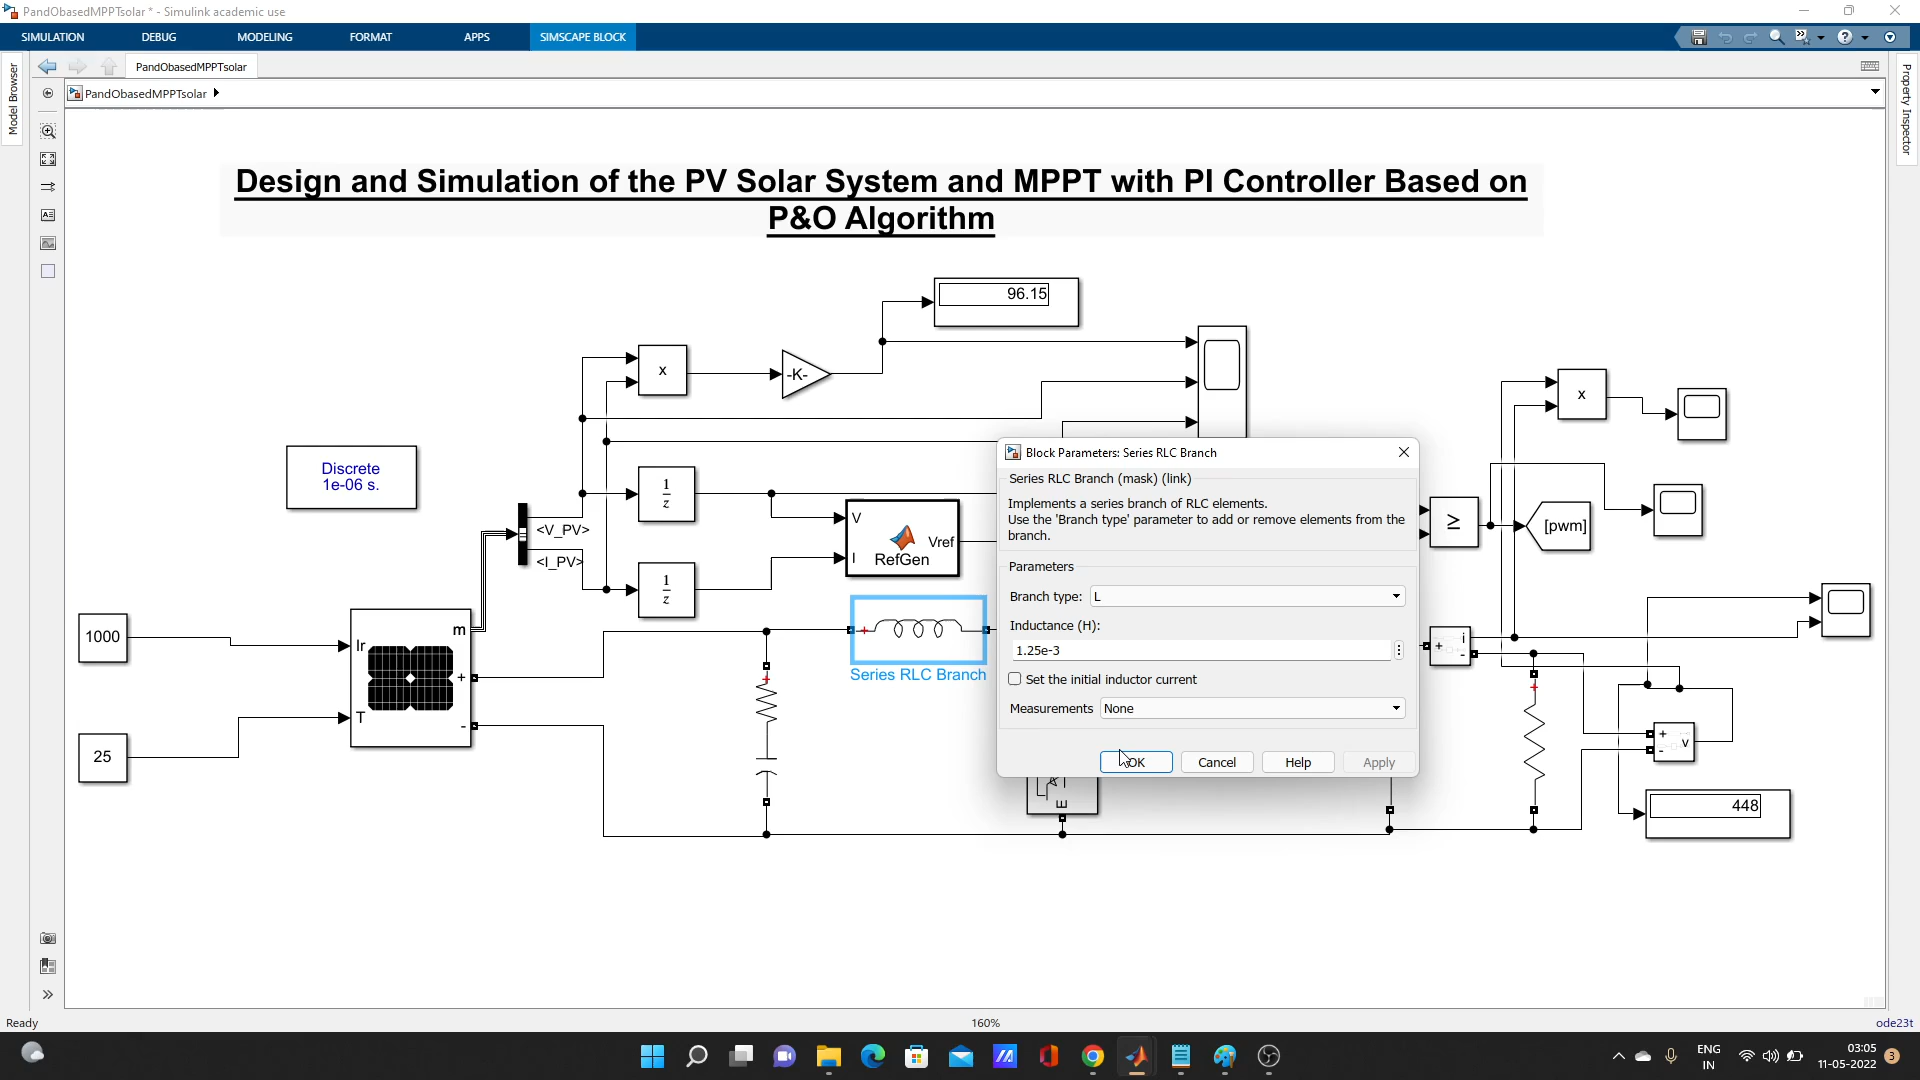 PandObasedMPPTsolar * - Simulink academic use
SIMULATION
DEBUG
MODELING
FORMAT
APPS
SIMSCAPE BLOCK
PandObasedMPPTsolar
PandObasedMPPTsolar
Model Browser
Property Inspector
Design and Simulation of the PV Solar System and MPPT with PI Controller Based on
P&O Algorithm
96.15
x
-K-
x
Discrete
1e-06 s.
1
z
<V_PV>
<I_PV>
V
I
Vref
RefGen
1
z
≥
[pwm]
1000
Ir
m
+
T
-
25
+
Series RLC Branch
+
Block Parameters: Series RLC Branch
Series RLC Branch (mask) (link)
Implements a series branch of RLC elements.
Use the 'Branch type' parameter to add or remove elements from the
branch.
Parameters
Branch type: L
Inductance (H):
1.25e-3
Set the initial inductor current
Measurements None
OK
Cancel
Help
Apply
E
+
i
-
+
+
-
v
448
Ready
160%
ode23t
ENG
IN
03:05
11-05-2022
3